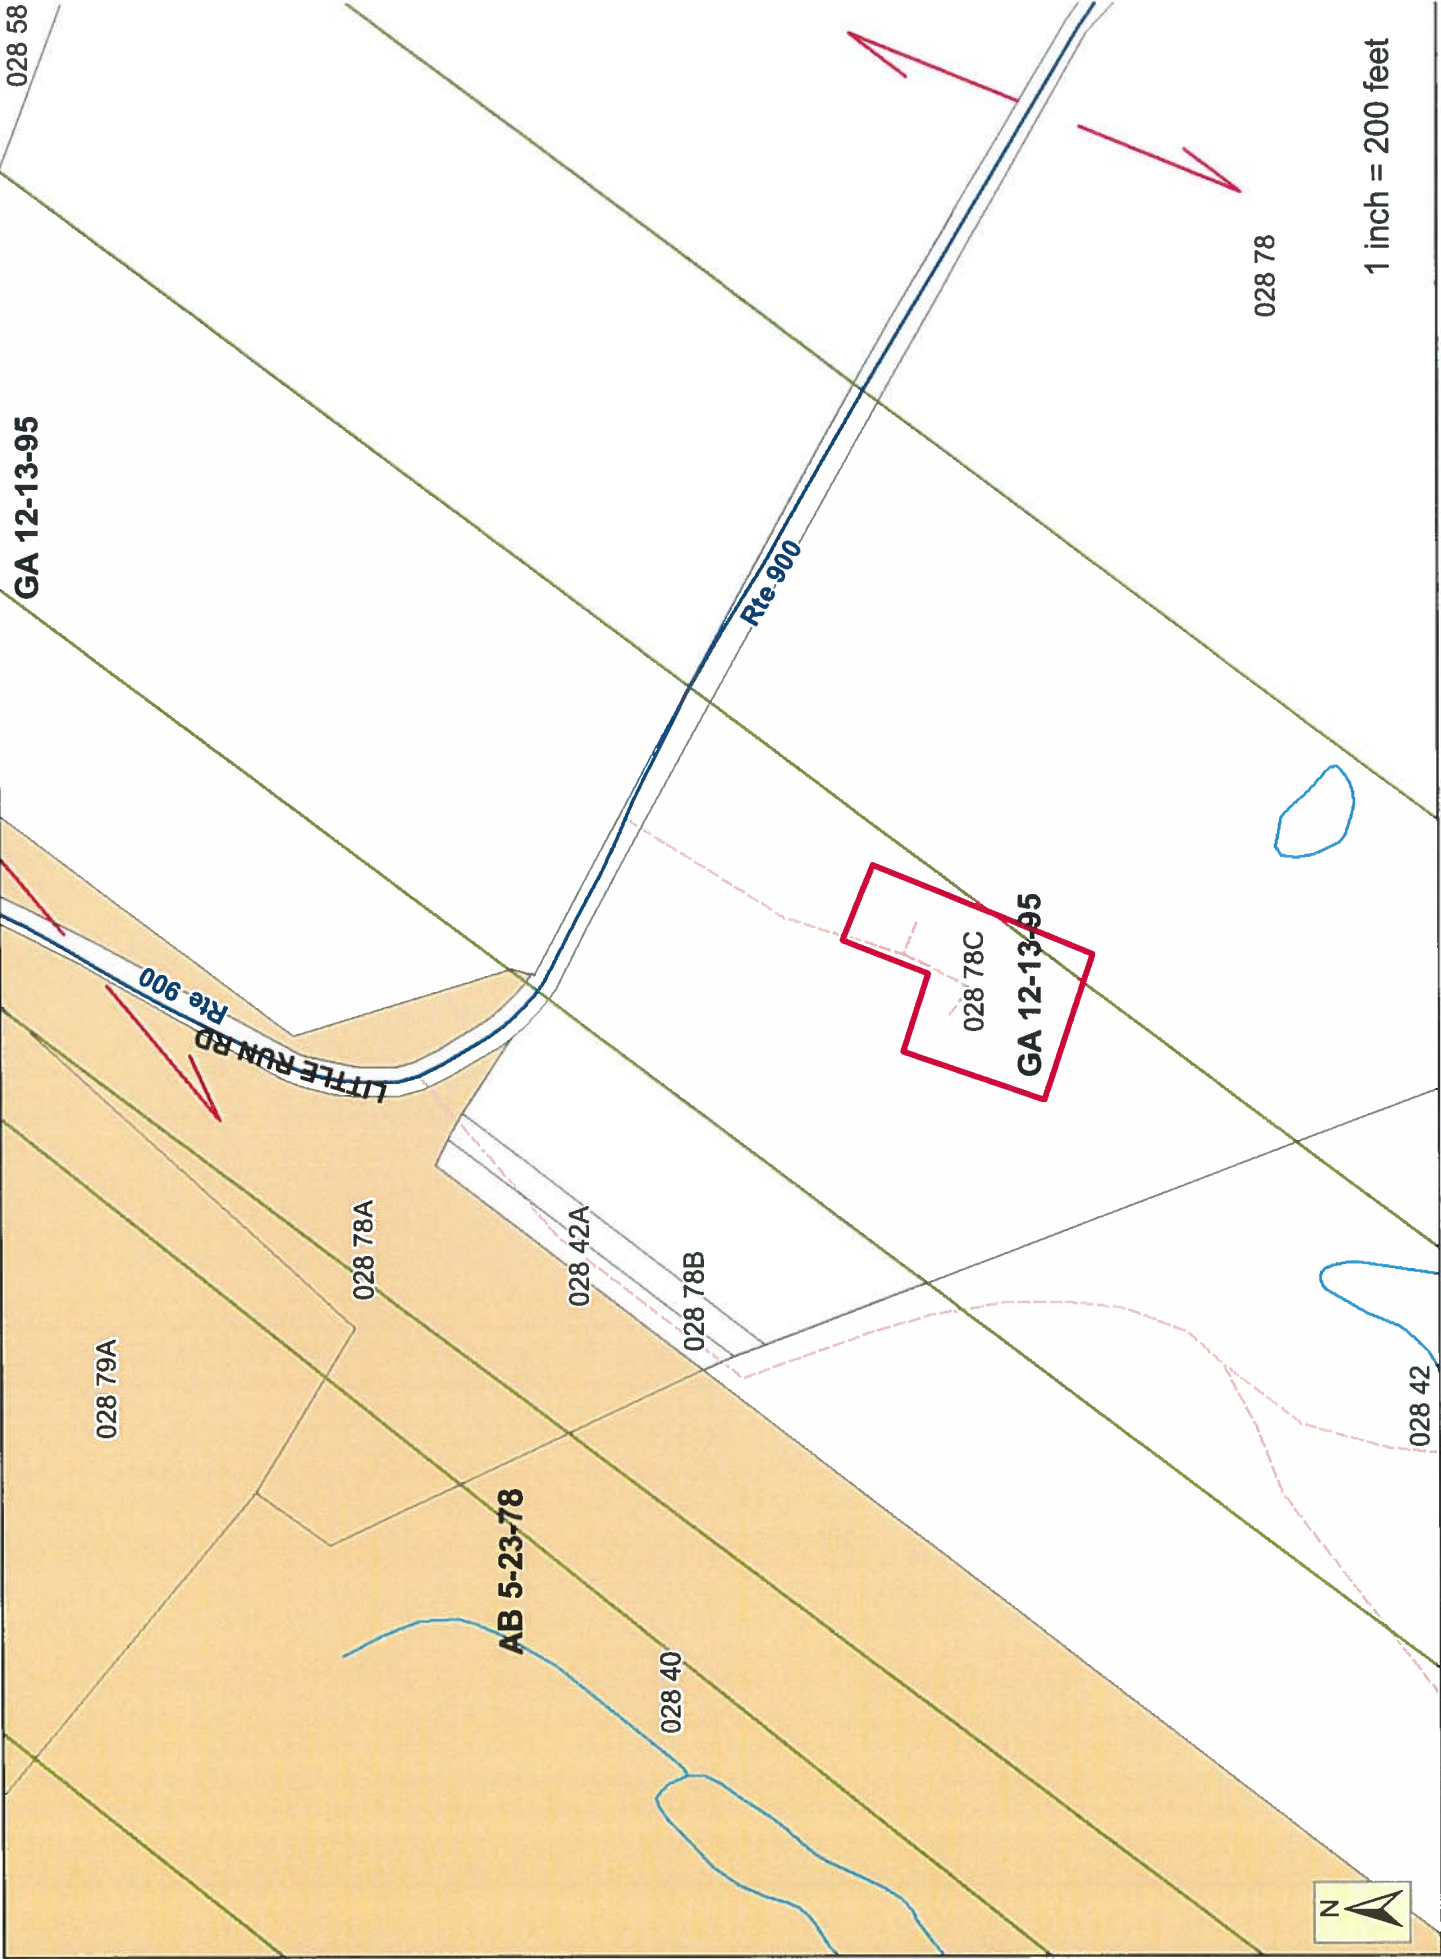 028 58
GA 12-13-95
Rte 900
LITTLE RUN RD
028 79A
028 78A
028 42A
028 78B
Rte 900
AB 5-23-78
028 40
028 78C
GA 12-13-95
028 78
028 42
1 inch = 200 feet
N